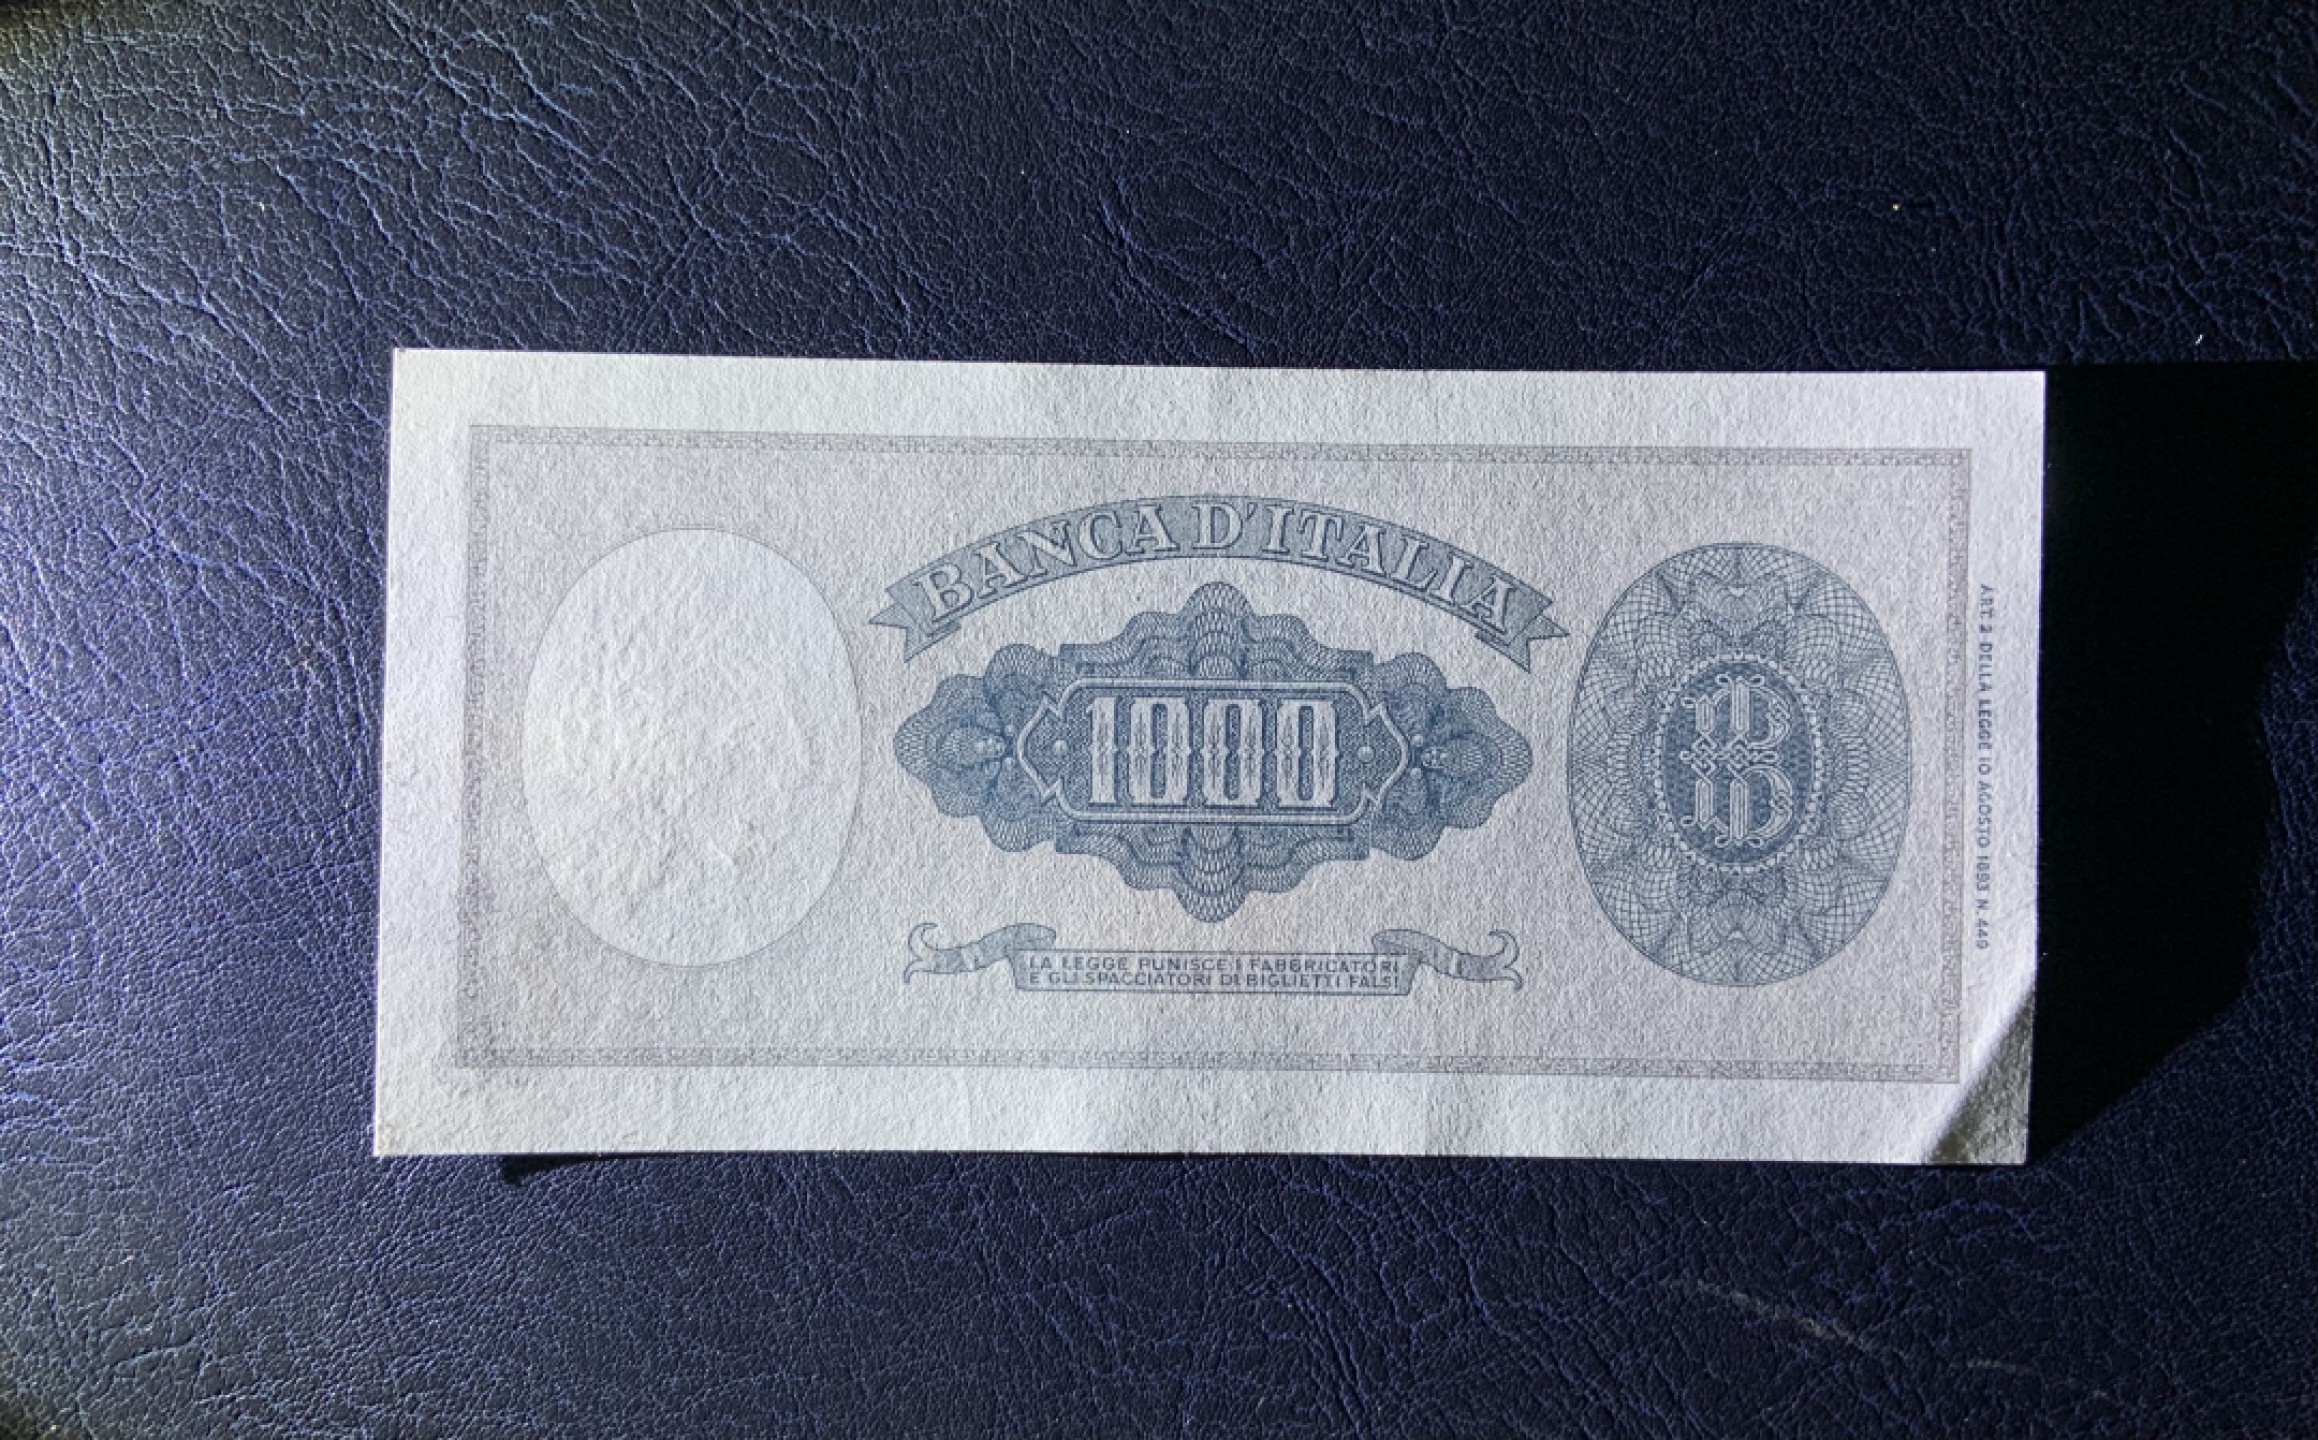 BANCA D'ITALIA
1000
LA LEGGE PUNISCE I FABBRICATORI
E GLI SPACCIATORI DI BIGLIETTI FALSI
ART. 2 DELLA LEGGE 10 AGOSTO 1893 N. 449